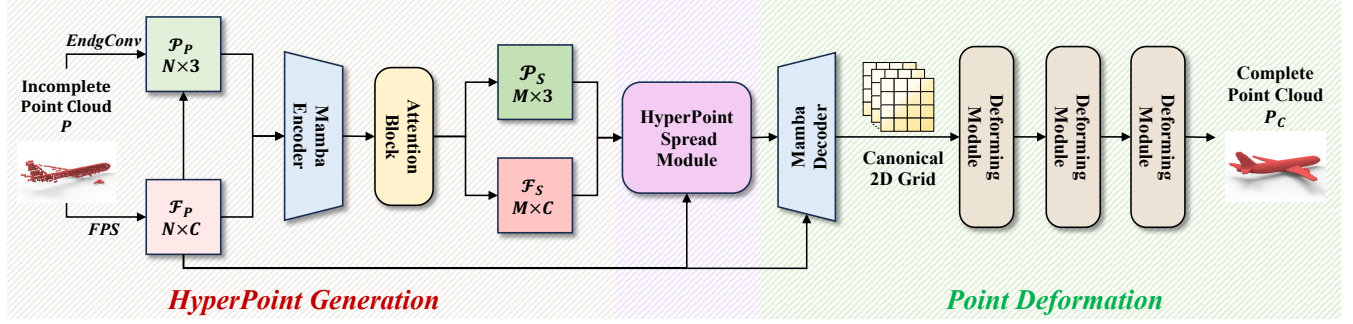 EndgConv
Incomplete
Point Cloud
P
FPS
𝒫_P
N×3
ℱ_P
N×C
Mamba
Encoder
Attention
Block
𝒫_S
M×3
ℱ_S
M×C
HyperPoint
Spread
Module
Mamba
Decoder
Canonical
2D Grid
Deforming
Module
Deforming
Module
Deforming
Module
Complete
Point Cloud
P_C
HyperPoint Generation
Point Deformation